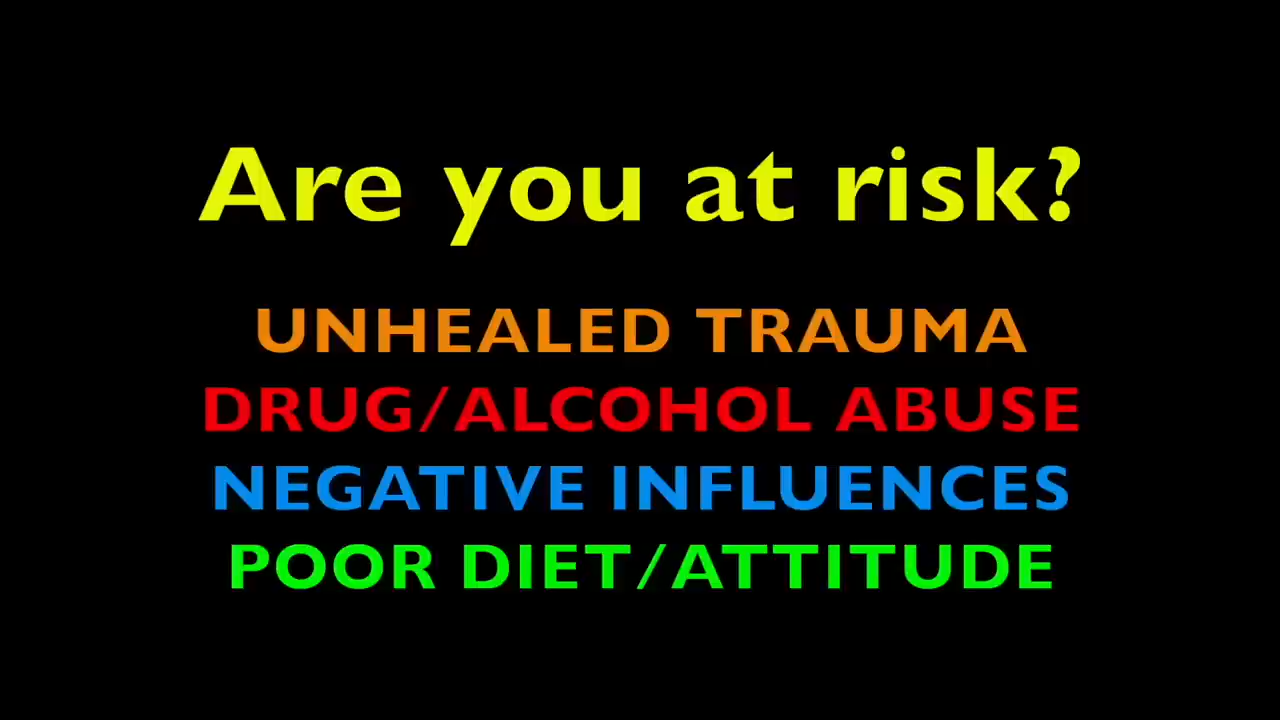 Are you at risk?
UNHEALED TRAUMA
DRUG/ALCOHOL ABUSE
NEGATIVE INFLUENCES
POOR DIET/ATTITUDE